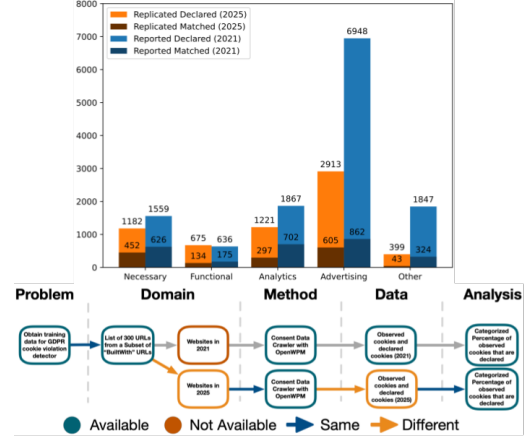 8000
7000
6000
5000
4000
3000
2000
1000
0
Replicated Declared (2025)
Replicated Matched (2025)
Reported Declared (2021)
Reported Matched (2021)
1182
1559
452
626
675
636
134
175
1221
1867
297
702
2913
6948
605
862
399
1847
43
324
Necessary
Functional
Analytics
Advertising
Other
Problem
Domain
Method
Data
Analysis
Obtain training
data for GDPR
cookie violation
detector
List of 300 URLs
from a Subset of
"BuiltWith" URLs
Websites in
2021
Consent Data
Crawler with
OpenWPM
Observed
cookies and
declared
cookies (2021)
Categorized
Percentage of
observed
cookies that are
declared
Websites in
2025
Consent Data
Crawler with
OpenWPM
Observed
cookies and
declared
cookies (2025)
Categorized
Percentage of
observed
cookies that are
declared
Available
Not Available
Same
Different